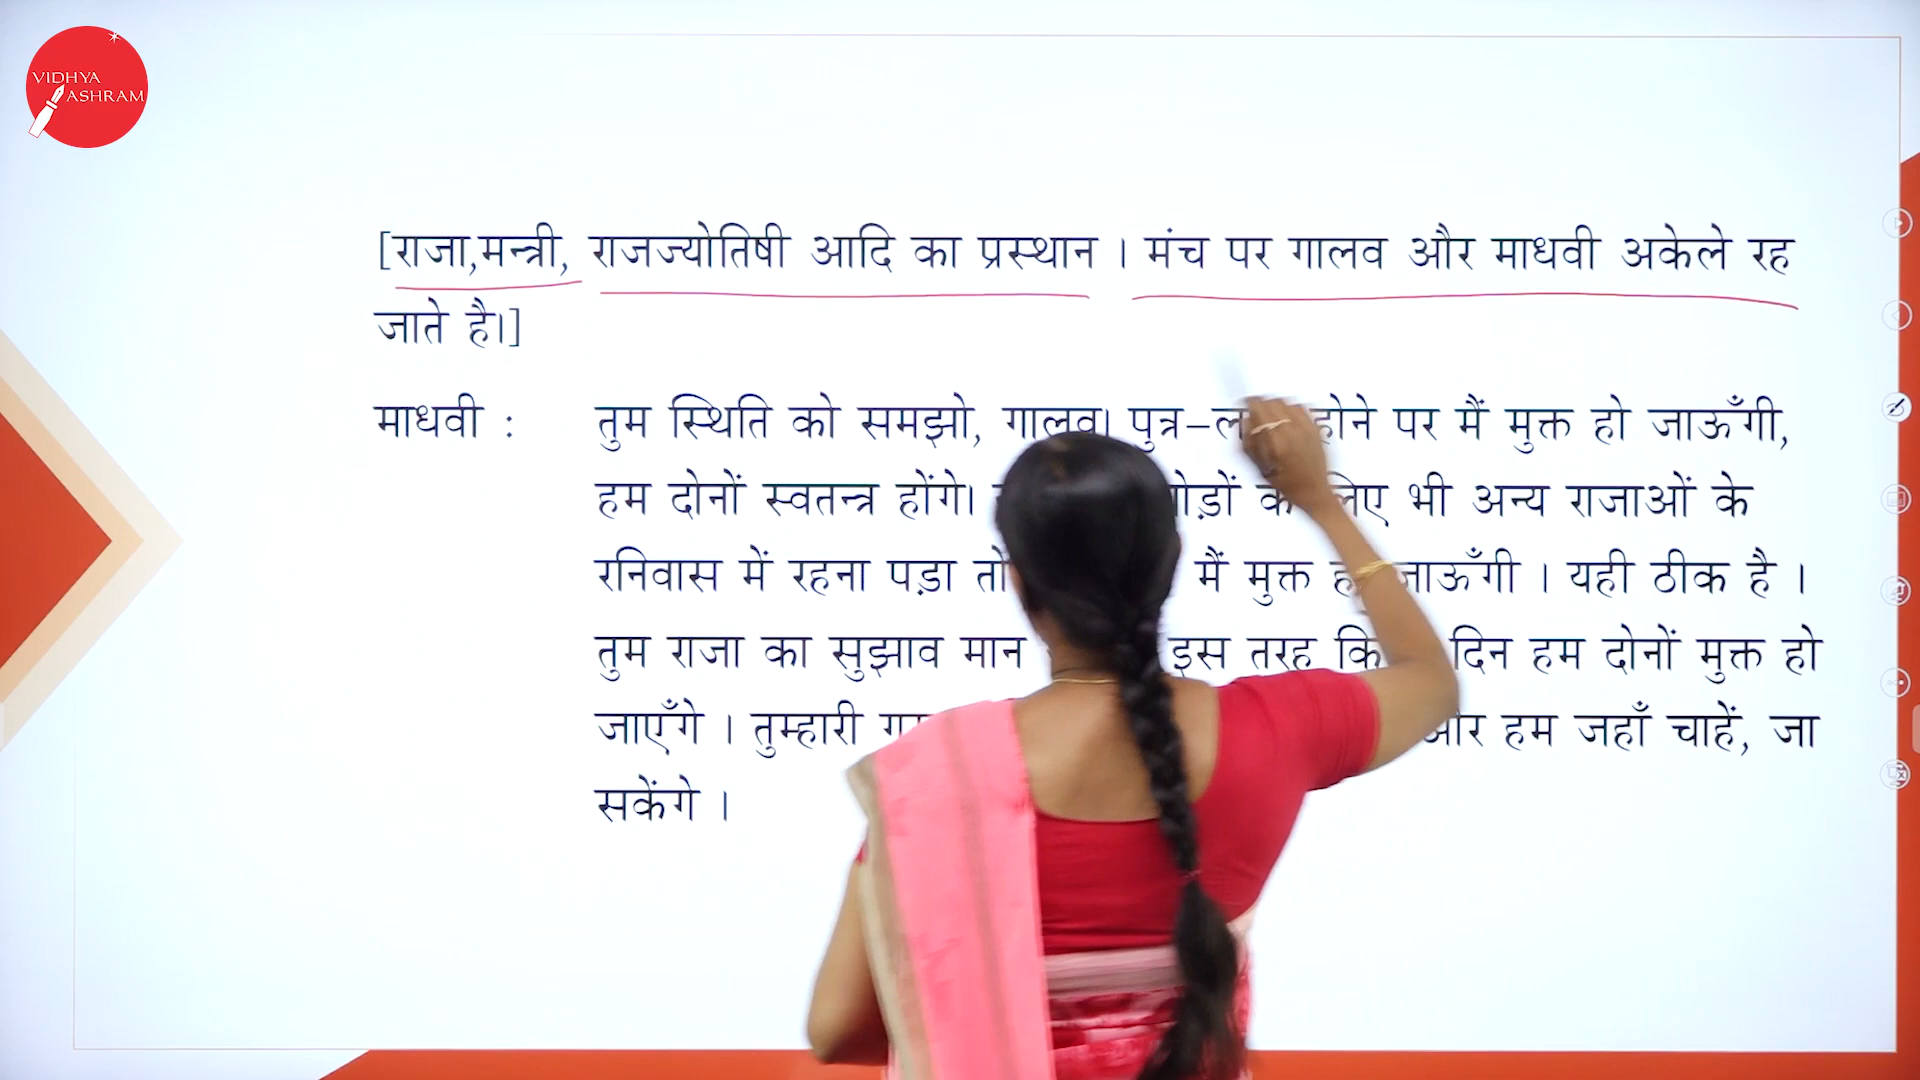 VIDHYA
ASHRAM
[राजा,मन्त्री, राजज्योतिषी आदि का प्रस्थान । मंच पर गालव और माधवी अकेले रह
जाते है।]
माधवी : तुम स्थिति को समझो, गालव। पुत्र-ल होने पर मैं मुक्त हो जाऊँगी,
हम दोनों स्वतन्त्र होंगे। लिए भी अन्य राजाओं के
रनिवास में रहना पड़ा तो मैं मुक्त जाऊँगी । यही ठीक है ।
तुम राजा का सुझाव मान इस तरह दिन हम दोनों मुक्त हो
जाएँगे । तुम्हारी और हम जहाँ चाहें, जा
सकेंगे ।